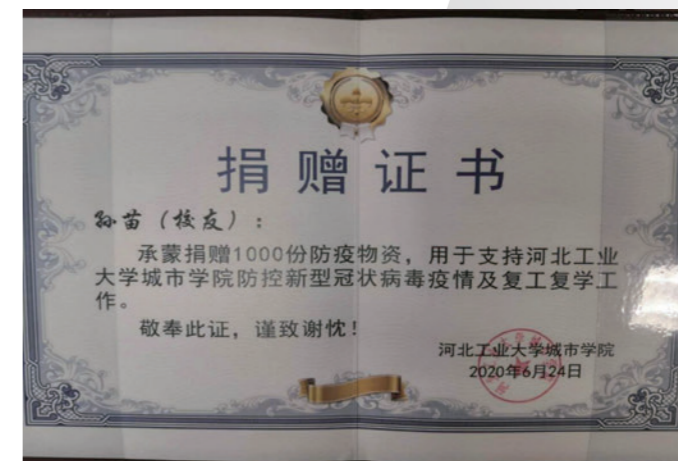 捐赠证书
孙苗（校友）：
承蒙捐赠1000份防疫物资，用于支持河北工业
大学城市学院防控新型冠状病毒疫情及复工复学工
作。
敬奉此证，谨致谢忱！
河北工业大学城市学院
2020年6月24日